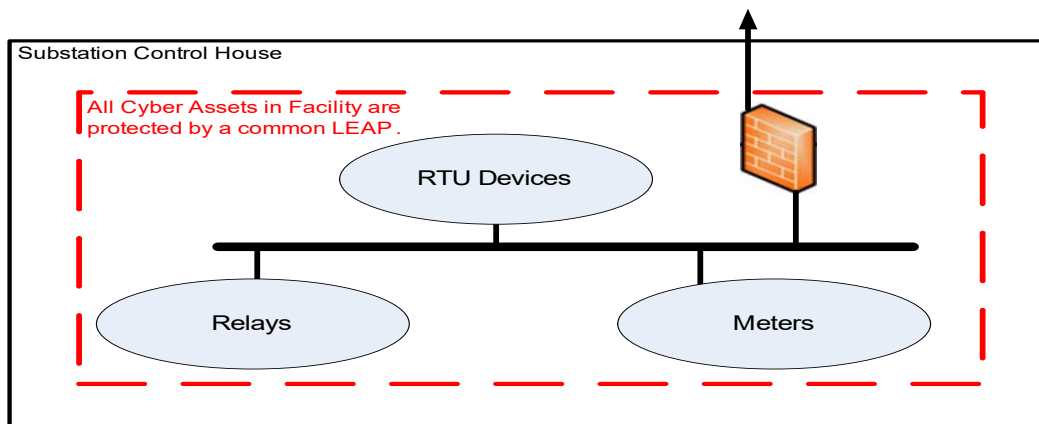 Substation Control House
All Cyber Assets in Facility are
protected by a common LEAP.
RTU Devices
Relays
Meters